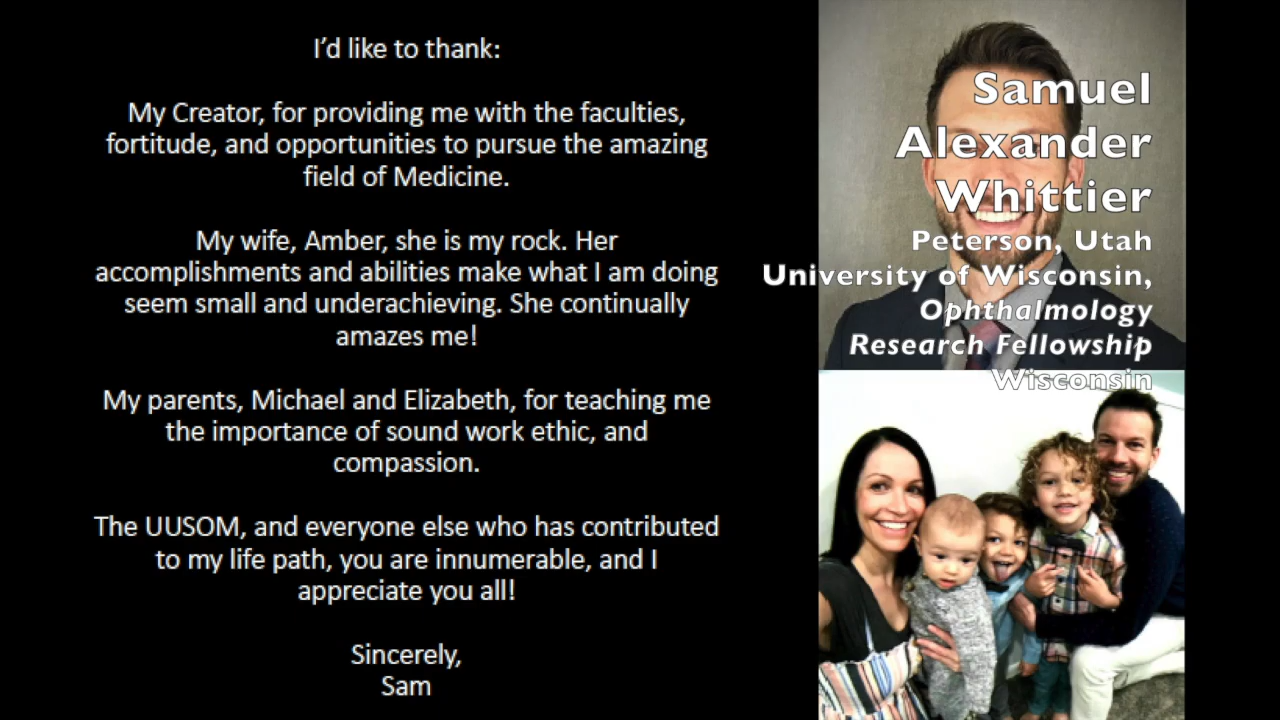 I'd like to thank:
My Creator, for providing me with the faculties,
fortitude, and opportunities to pursue the amazing
field of Medicine.
My wife, Amber, she is my rock. Her
accomplishments and abilities make what I am doing
seem small and underachieving. She continually
amazes me!
My parents, Michael and Elizabeth, for teaching me
the importance of sound work ethic, and
compassion.
The UUSOM, and everyone else who has contributed
to my life path, you are innumerable, and I
appreciate you all!
Sincerely,
Sam
Samuel
Alexander
Whittier
Peterson, Utah
University of Wisconsin,
Ophthalmology
Research Fellowship
Wisconsin